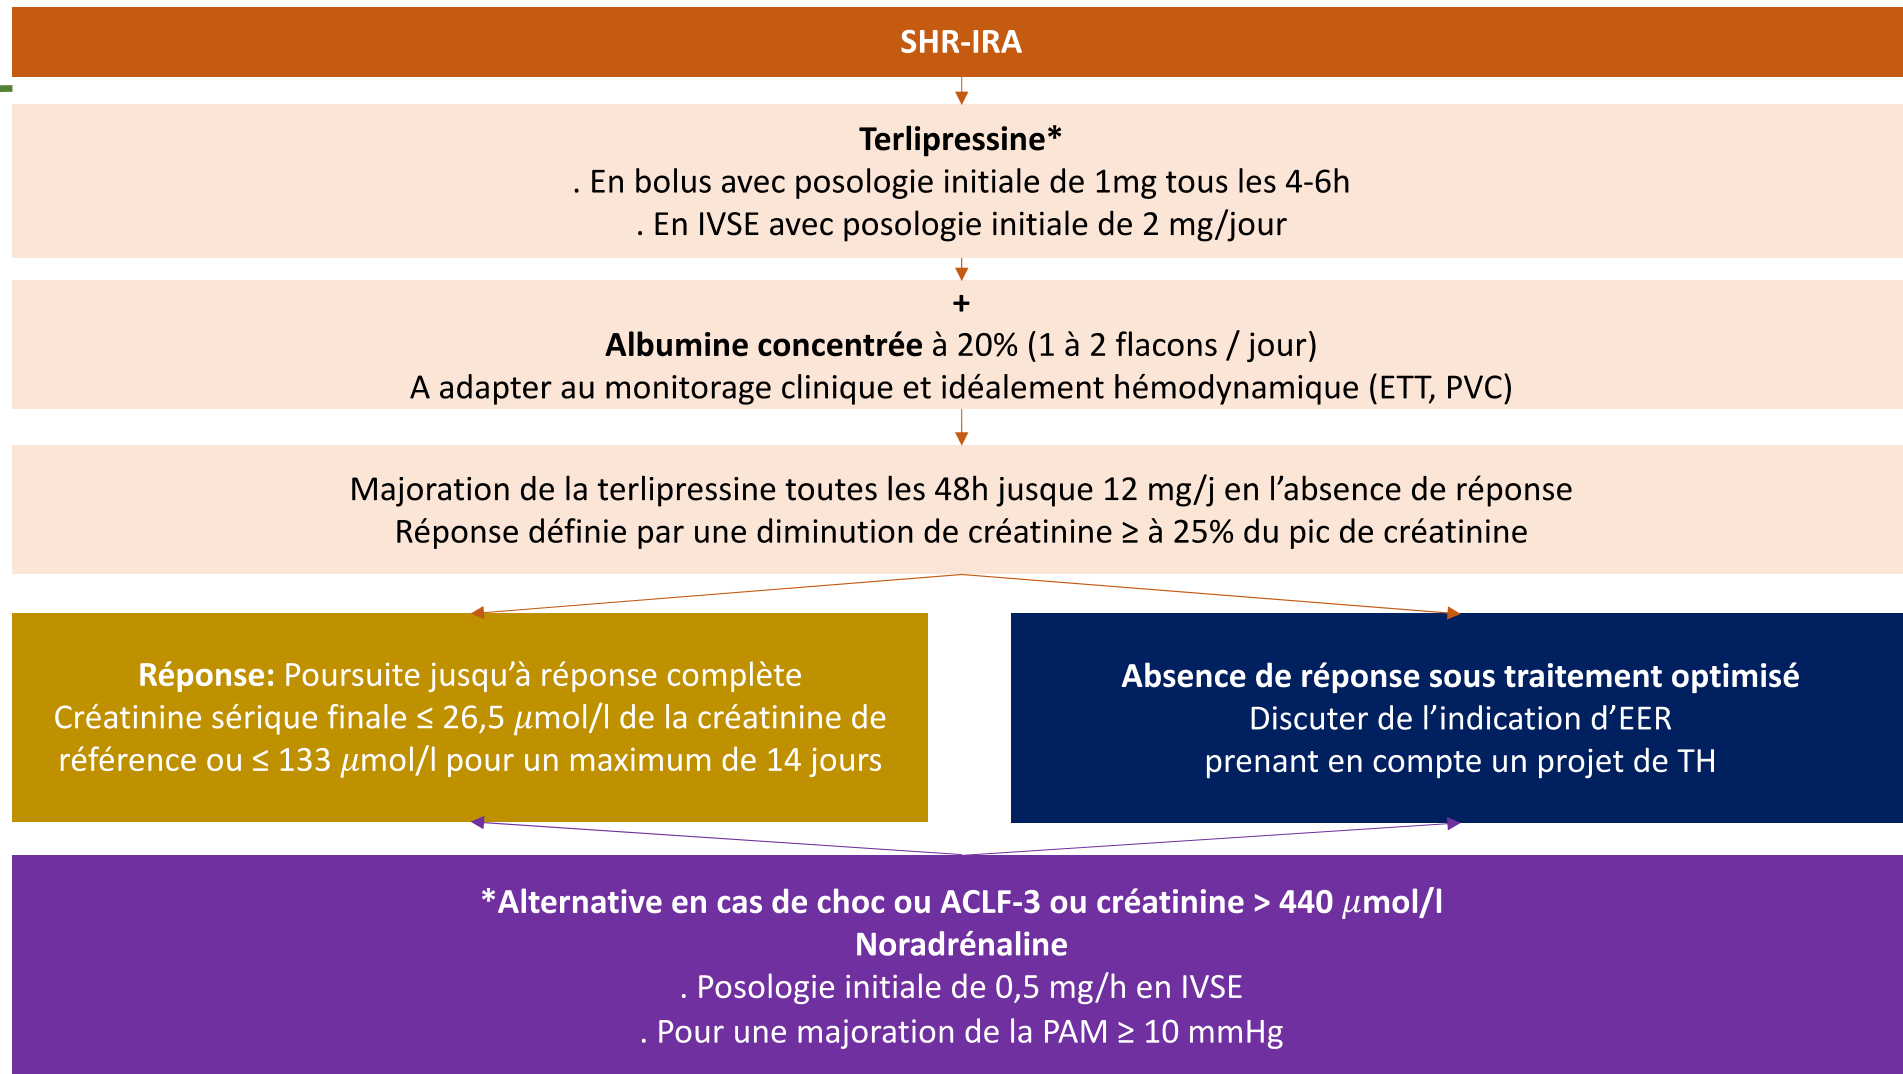 SHR-IRA
Terlipressine*
. En bolus avec posologie initiale de 1mg tous les 4-6h
. En IVSE avec posologie initiale de 2 mg/jour
+
Albumine concentrée à 20% (1 à 2 flacons / jour)
A adapter au monitorage clinique et idéalement hémodynamique (ETT, PVC)
Majoration de la terlipressine toutes les 48h jusque 12 mg/j en l’absence de réponse
Réponse définie par une diminution de créatinine ≥ à 25% du pic de créatinine
Réponse: Poursuite jusqu’à réponse complète
Créatinine sérique finale ≤ 26,5 𝜇mol/l de la créatinine de
référence ou ≤ 133 𝜇mol/l pour un maximum de 14 jours
Absence de réponse sous traitement optimisé
Discuter de l’indication d’EER
prenant en compte un projet de TH
*Alternative en cas de choc ou ACLF-3 ou créatinine > 440 𝜇mol/l
Noradrénaline
. Posologie initiale de 0,5 mg/h en IVSE
. Pour une majoration de la PAM ≥ 10 mmHg